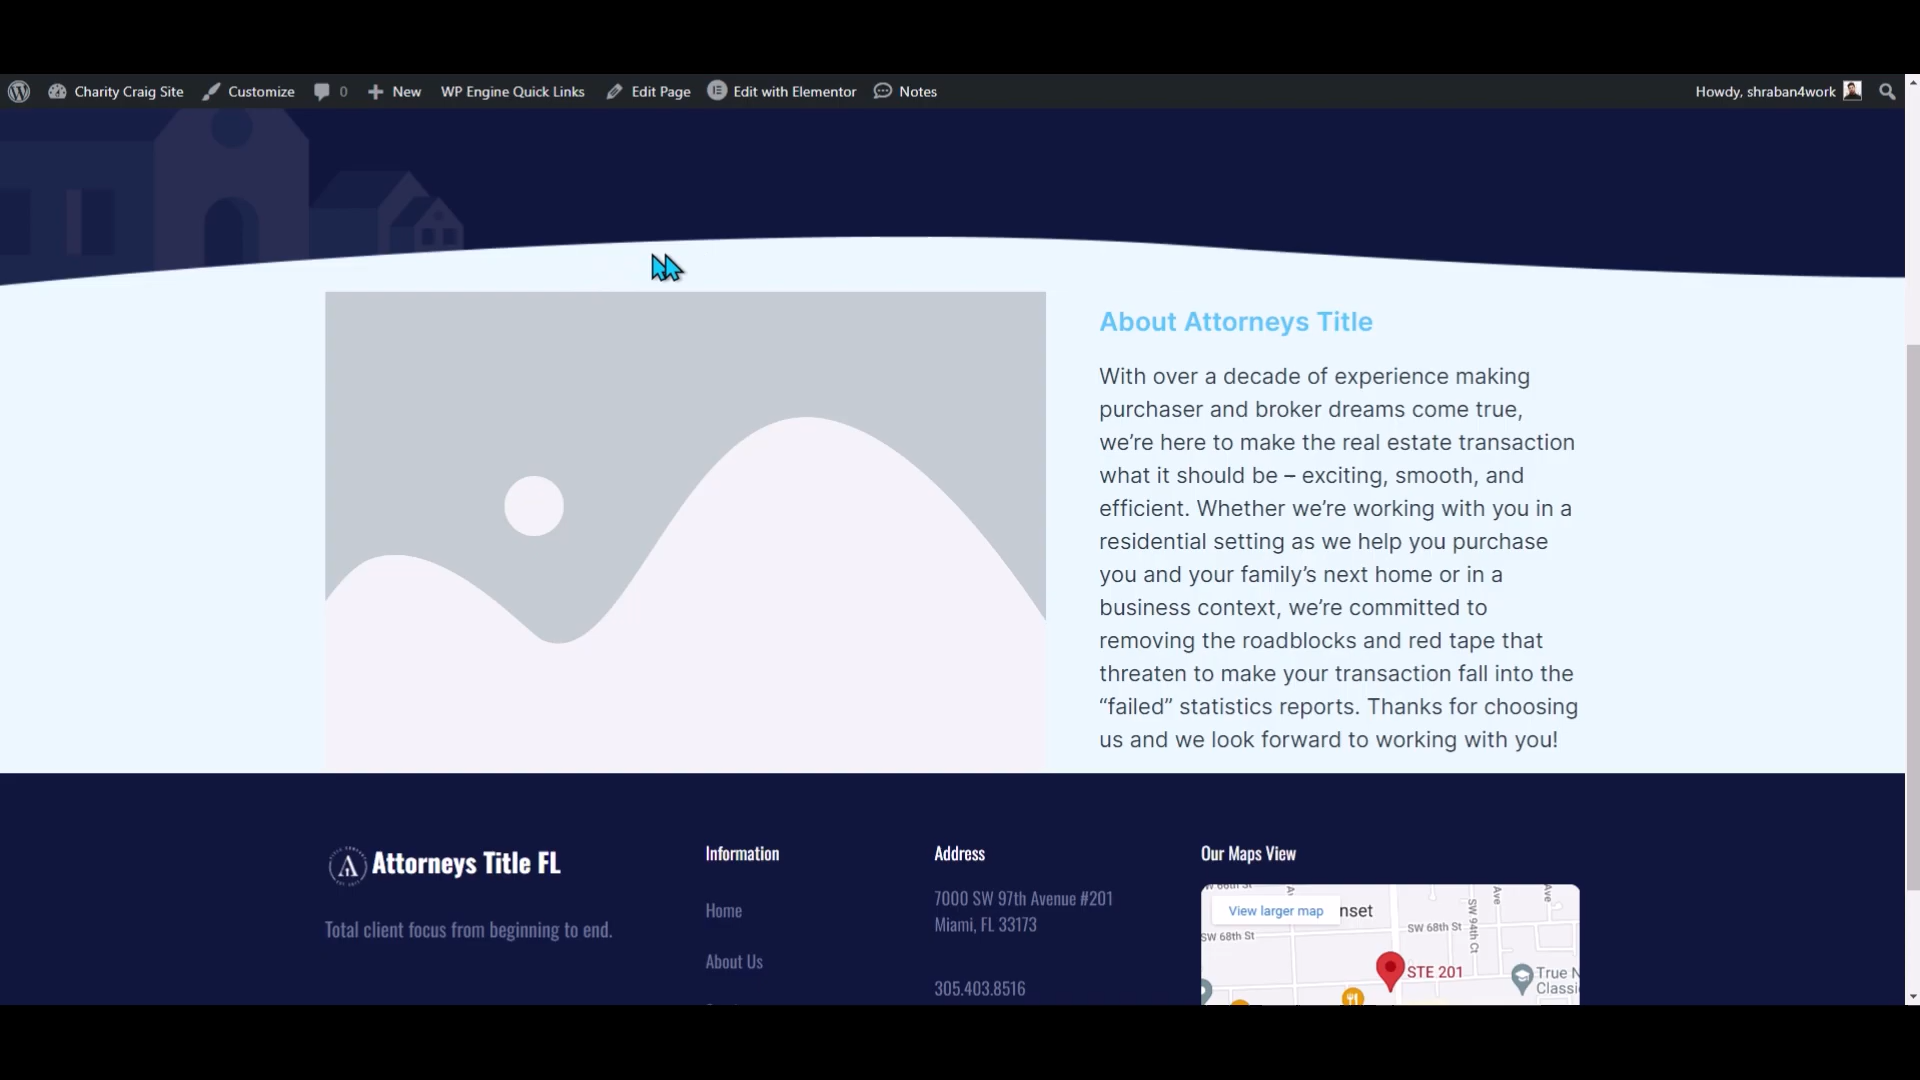 Charity Craig Site
Customize
0
New
WP Engine Quick Links
Edit Page
Edit with Elementor
Notes
Howdy, shraban4work
About Attorneys Title
With over a decade of experience making
purchaser and broker dreams come true,
we’re here to make the real estate transaction
what it should be – exciting, smooth, and
efficient. Whether we’re working with you in a
residential setting as we help you purchase
you and your family’s next home or in a
business context, we’re committed to
removing the roadblocks and red tape that
threaten to make your transaction fall into the
“failed” statistics reports. Thanks for choosing
us and we look forward to working with you!
Attorneys Title FL
Total client focus from beginning to end.
Information
Home
About Us
Address
7000 SW 97th Avenue #201
Miami, FL 33173
305.403.8516
Our Maps View
View larger map
nset
SW 68th St
SW 68th St
SW 94th Ct
Ave
Ave
STE 201
True N
Classi